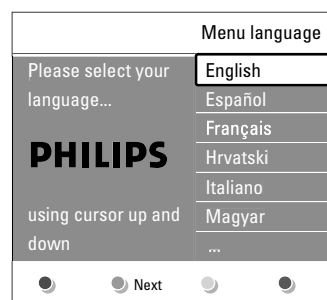 Menu language
Please select your
language...
PHILIPS
using cursor up and
down
English
Español
Français
Hrvatski
Italiano
Magyar
...
Next